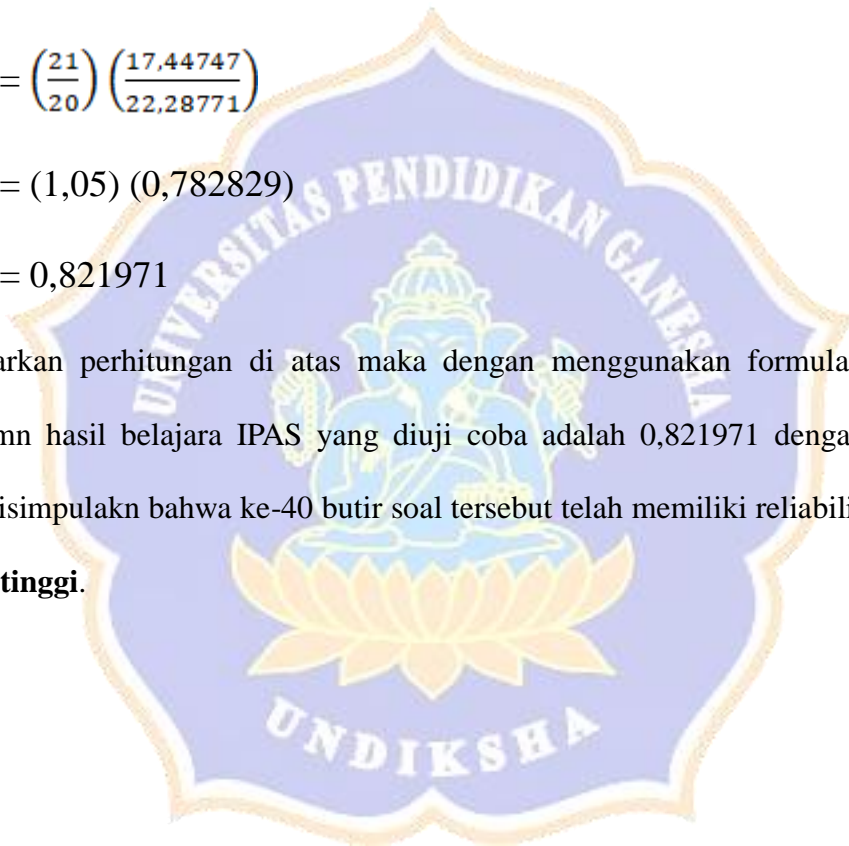 = (21/20) (17,44747/22,28771)
= (1,05) (0,782829)
= 0,821971
arkan perhitungan di atas maka dengan menggunakan formula
mn hasil belajara IPAS yang diuji coba adalah 0,821971 denga
isimpulakn bahwa ke-40 butir soal tersebut telah memiliki reliabili
tinggi.
UNIVERSITAS PENDIDIKAN GANESHA
UNDIKSHA